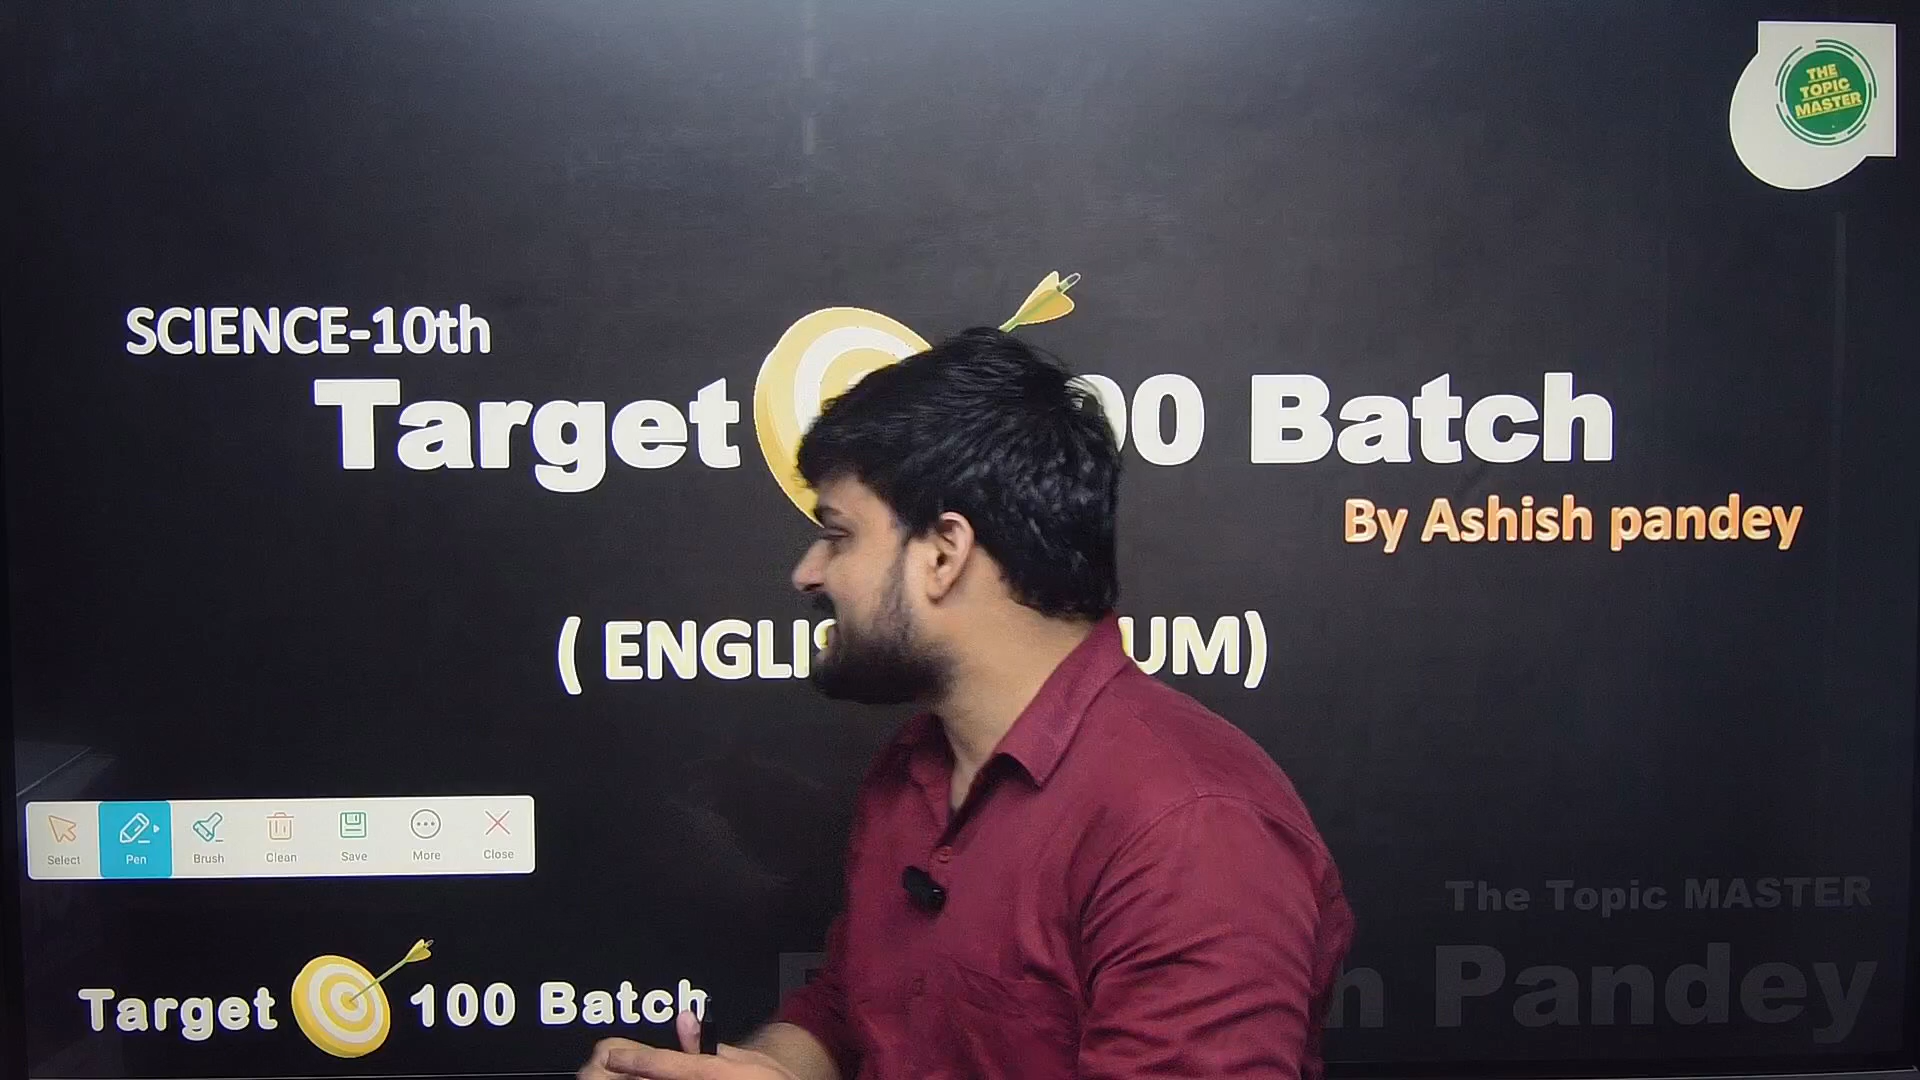 THE
TOPIC
MASTER
SCIENCE-10th
Target 00 Batch
By Ashish pandey
( ENGLI UM)
Select Pen Brush Clean Save More Close
The Topic MASTER
Pandey
Target 100 Batch